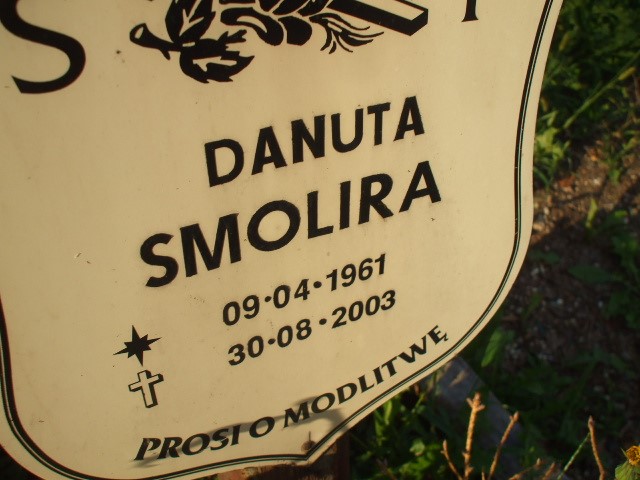 S
DANUTA
SMOLIRA
09·04·1961
30·08·2003
PROSI O MODLITWĘ